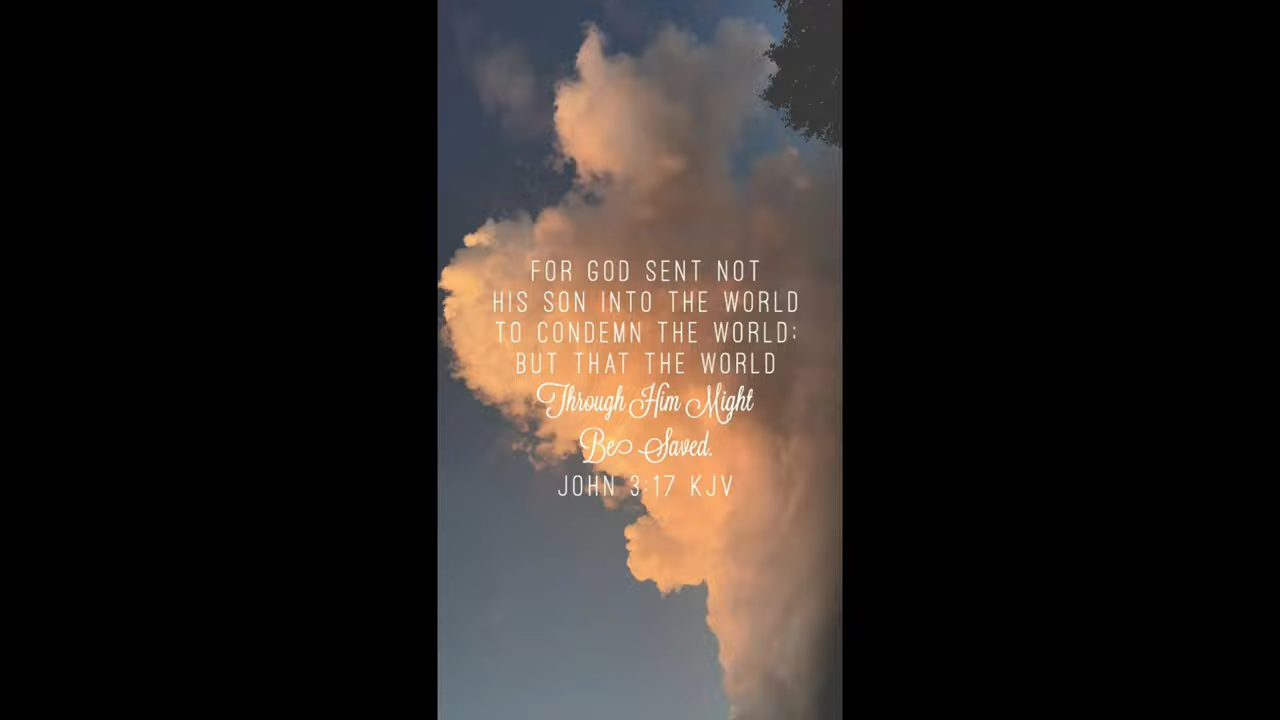 FOR GOD SENT NOT
HIS SON INTO THE WORLD
TO CONDEMN THE WORLD;
BUT THAT THE WORLD
Through Him Might
Be Saved.
JOHN 3:17 KJV